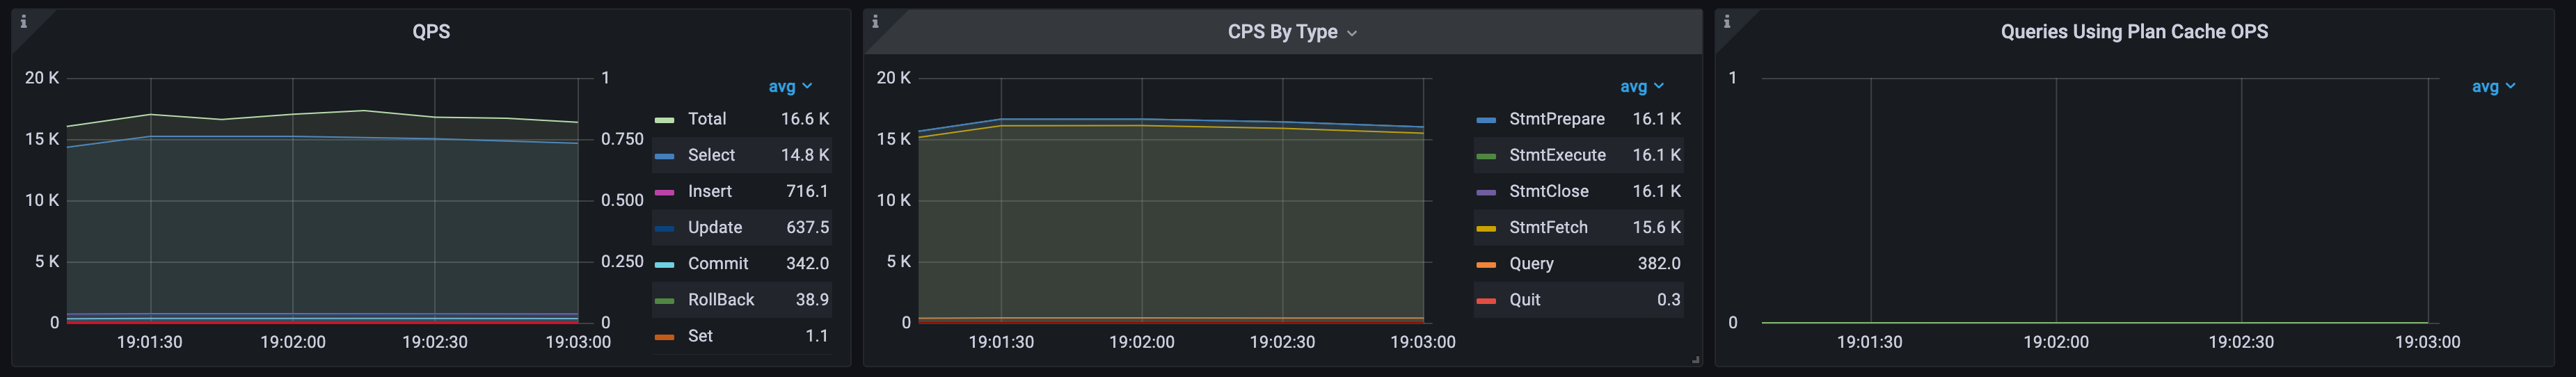 QPS
20 K
15 K
10 K
5 K
0
1
0.750
0.500
0.250
0
19:01:30
19:02:00
19:02:30
19:03:00
avg
Total 16.6 K
Select 14.8 K
Insert 716.1
Update 637.5
Commit 342.0
RollBack 38.9
Set 1.1
CPS By Type
20 K
15 K
10 K
5 K
0
19:01:30
19:02:00
19:02:30
19:03:00
avg
StmtPrepare 16.1 K
StmtExecute 16.1 K
StmtClose 16.1 K
StmtFetch 15.6 K
Query 382.0
Quit 0.3
Queries Using Plan Cache OPS
1
0
19:01:30
19:02:00
19:02:30
19:03:00
avg